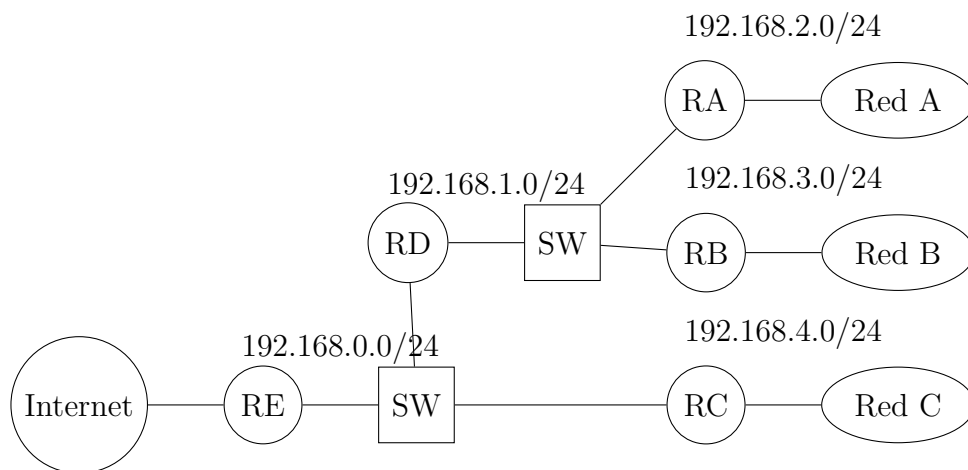 192.168.2.0/24
RA
Red A
192.168.1.0/24
192.168.3.0/24
RD
SW
RB
Red B
192.168.0.0/24
192.168.4.0/24
Internet
RE
SW
RC
Red C